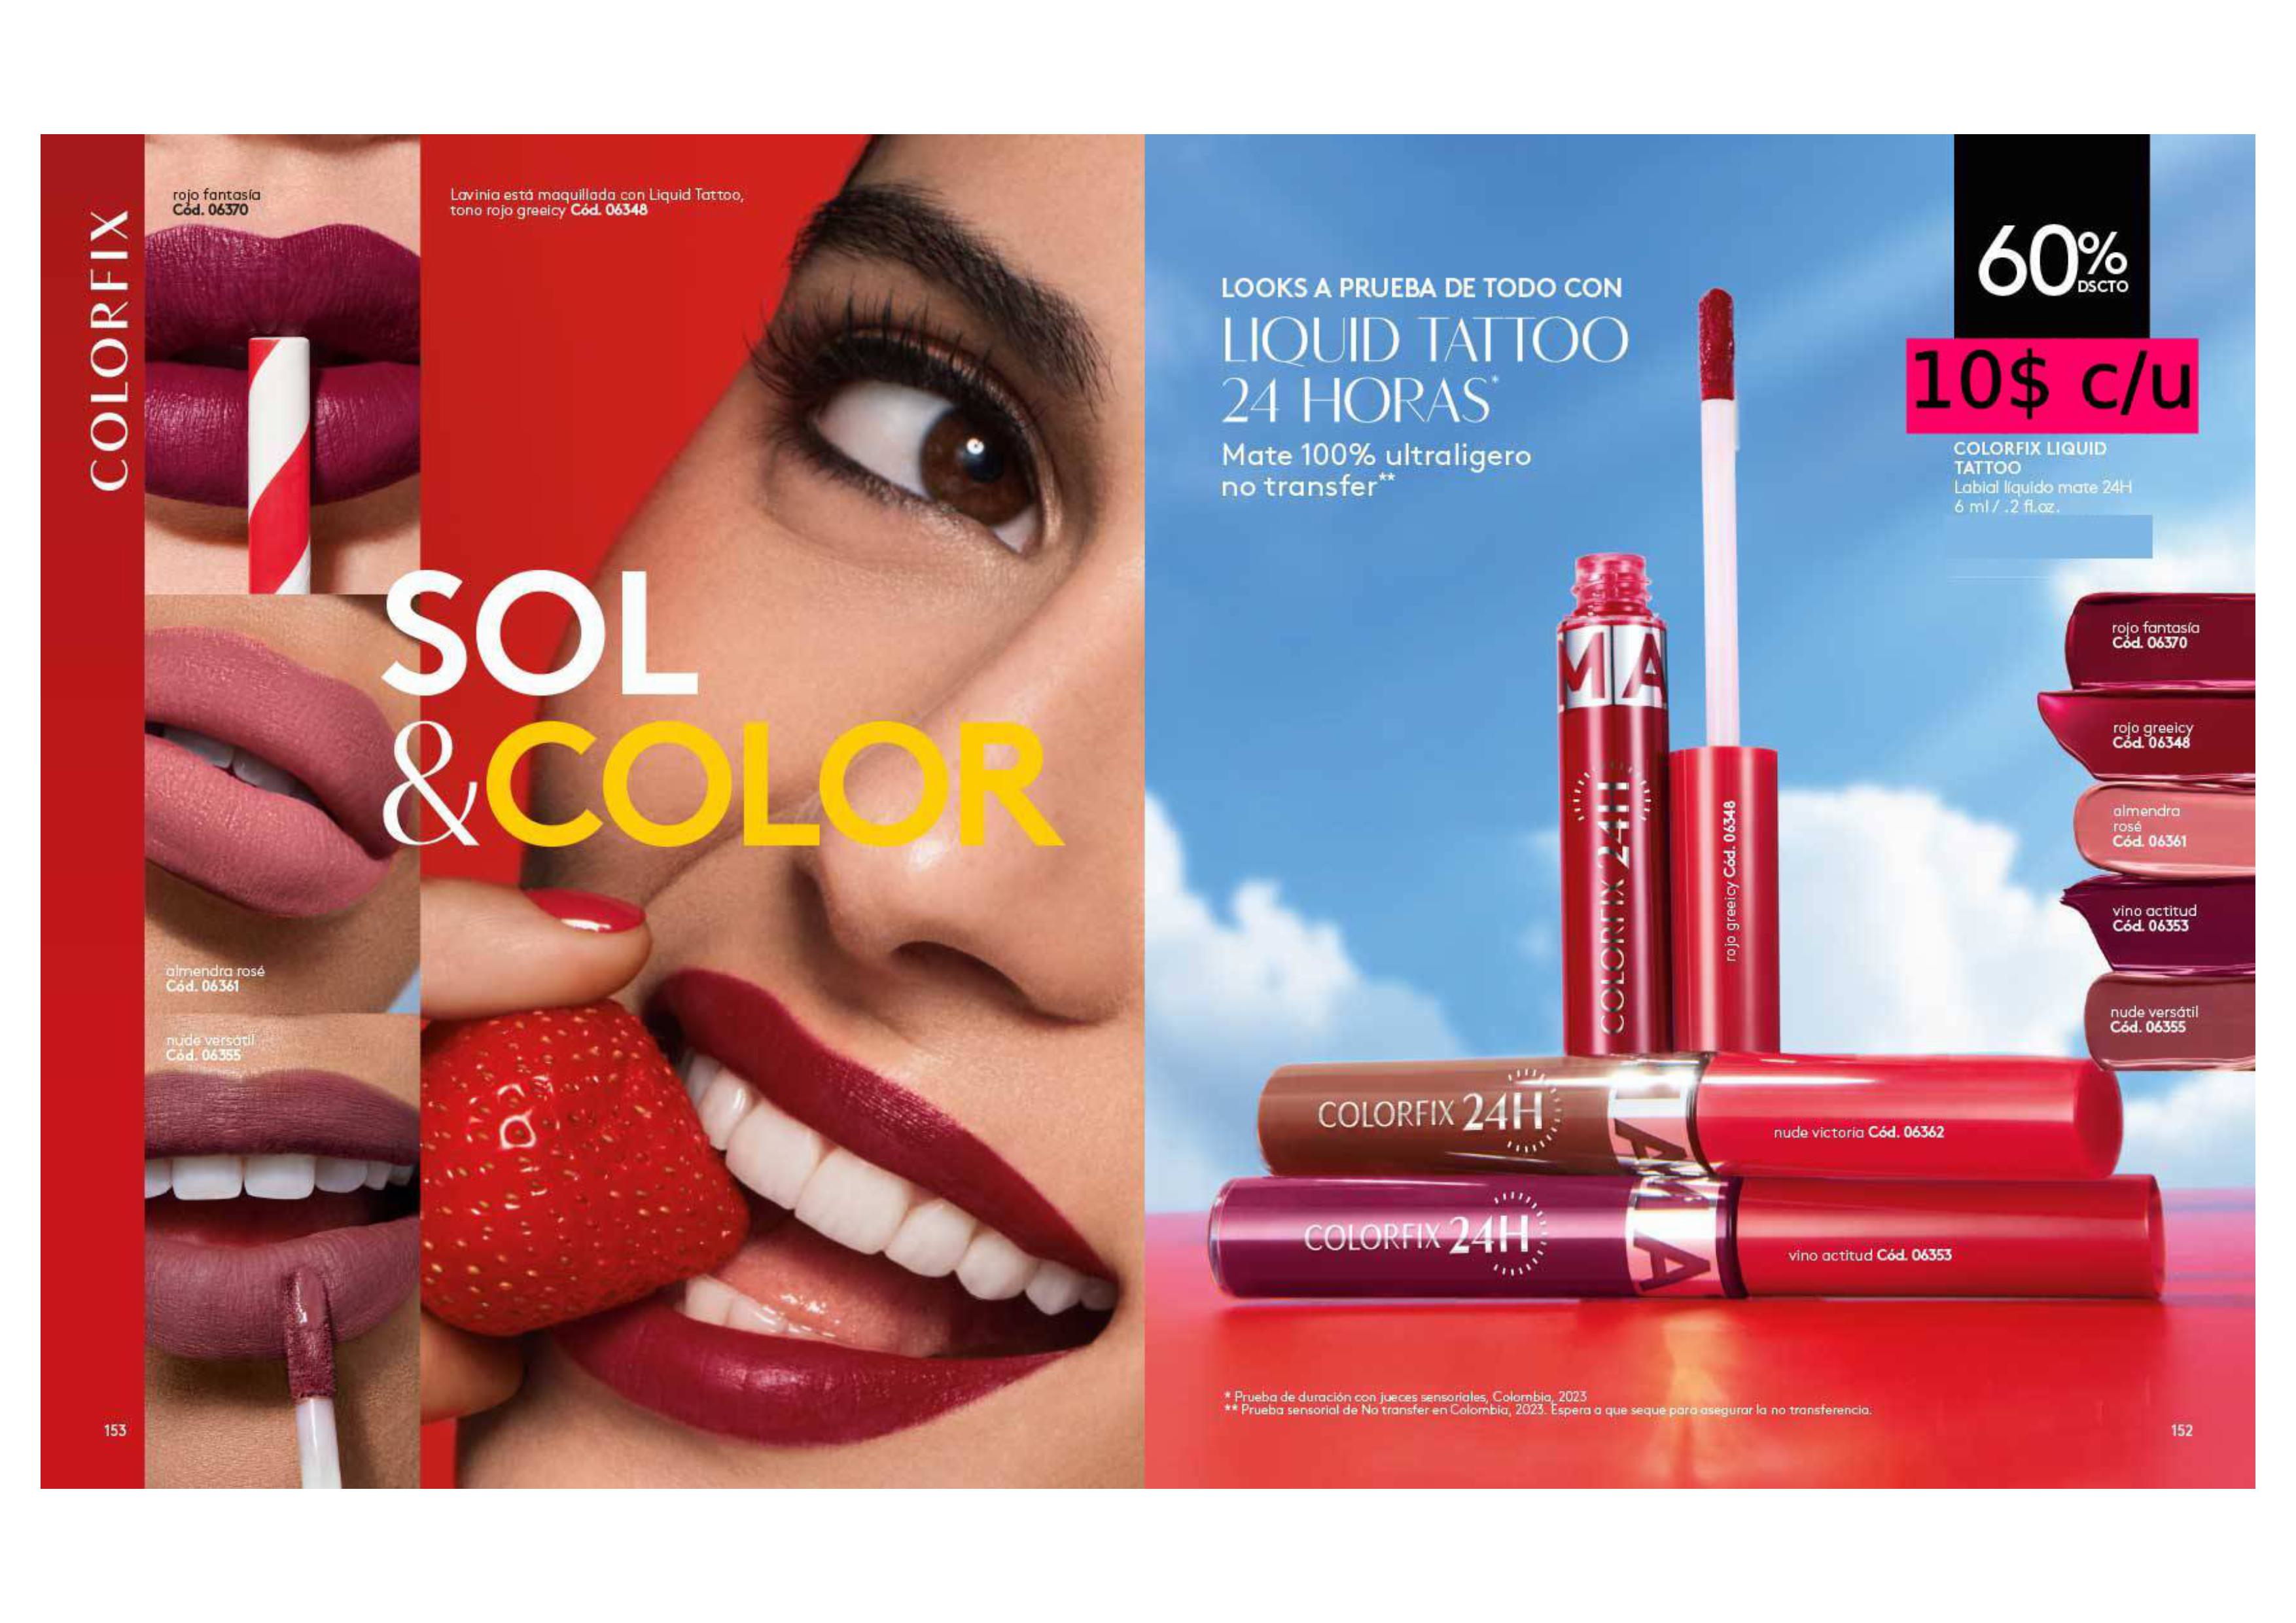 COLORFIX
rojo fantasía
Cód. 06370
Lavinia está maquillada con Liquid Tattoo,
tono rojo greeicy Cód. 06348
SOL
&COLOR
almendra rosé
Cód. 06361
nude versátil
Cód. 06355
153
LOOKS A PRUEBA DE TODO CON
LIQUID TATTOO
24 HORAS*
Mate 100% ultraligero
no transfer**
60%
DSCTO
10$ c/u
COLORFIX LIQUID
TATTOO
Labial líquido mate 24H
6 ml / .2 fl.oz.
rojo fantasía
Cód. 06370
rojo greeicy
Cód. 06348
almendra
rosé
Cód. 06361
vino actitud
Cód. 06353
nude versátil
Cód. 06355
MA
COLORFIX 24H
rojo greeicy Cód. 06348
COLORFIX 24H
nude victoria Cód. 06362
COLORFIX 24H
AMA
vino actitud Cód. 06353
* Prueba de duración con jueces sensoriales, Colombia, 2023
** Prueba sensorial de No transfer en Colombia, 2023. Espera a que seque para asegurar la no transferencia.
152